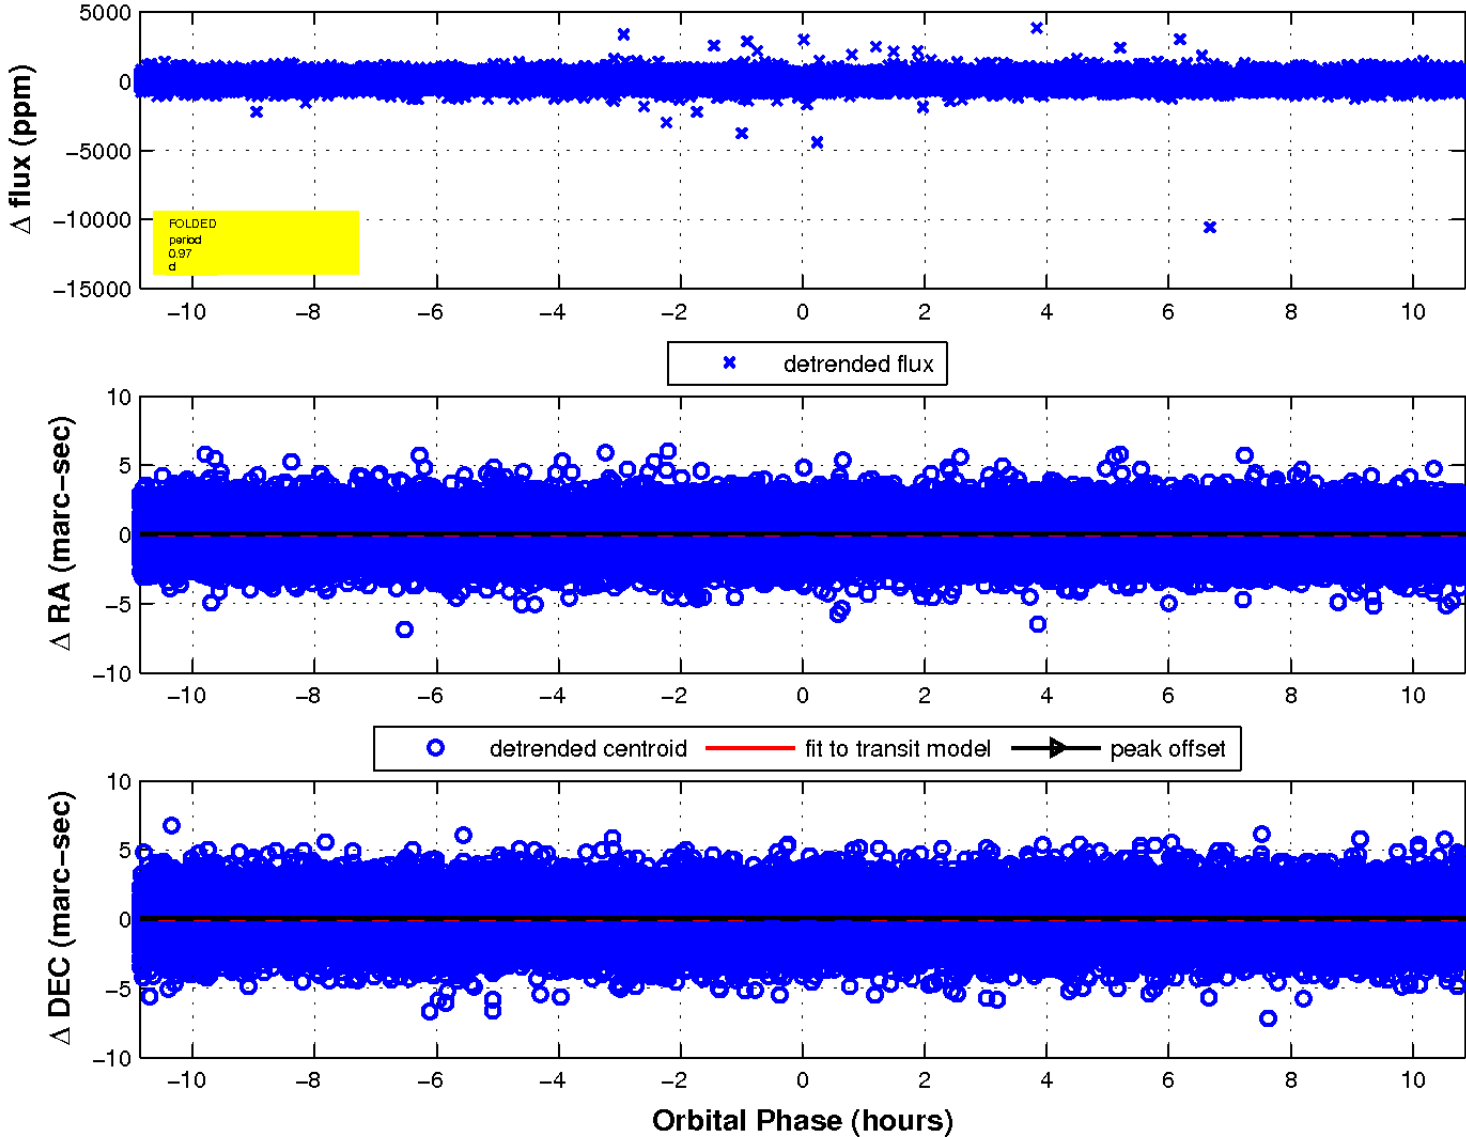 5000
0
−5000
−10000
−15000
Δ flux (ppm)
FOLDED
period
0.97
d
−10 −8 −6 −4 −2 0 2 4 6 8 10
detrended flux
10
5
0
−5
−10
Δ RA (marc−sec)
−10 −8 −6 −4 −2 0 2 4 6 8 10
detrended centroid fit to transit model peak offset
10
5
0
−5
−10
Δ DEC (marc−sec)
−10 −8 −6 −4 −2 0 2 4 6 8 10
Orbital Phase (hours)